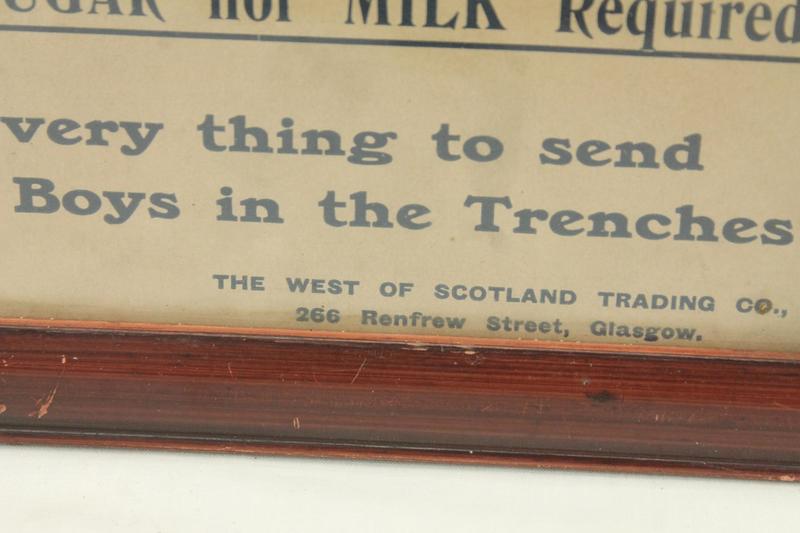 UGAR nor MILK Required
very thing to send
Boys in the Trenches
THE WEST OF SCOTLAND TRADING CO.,
266 Renfrew Street, Glasgow.